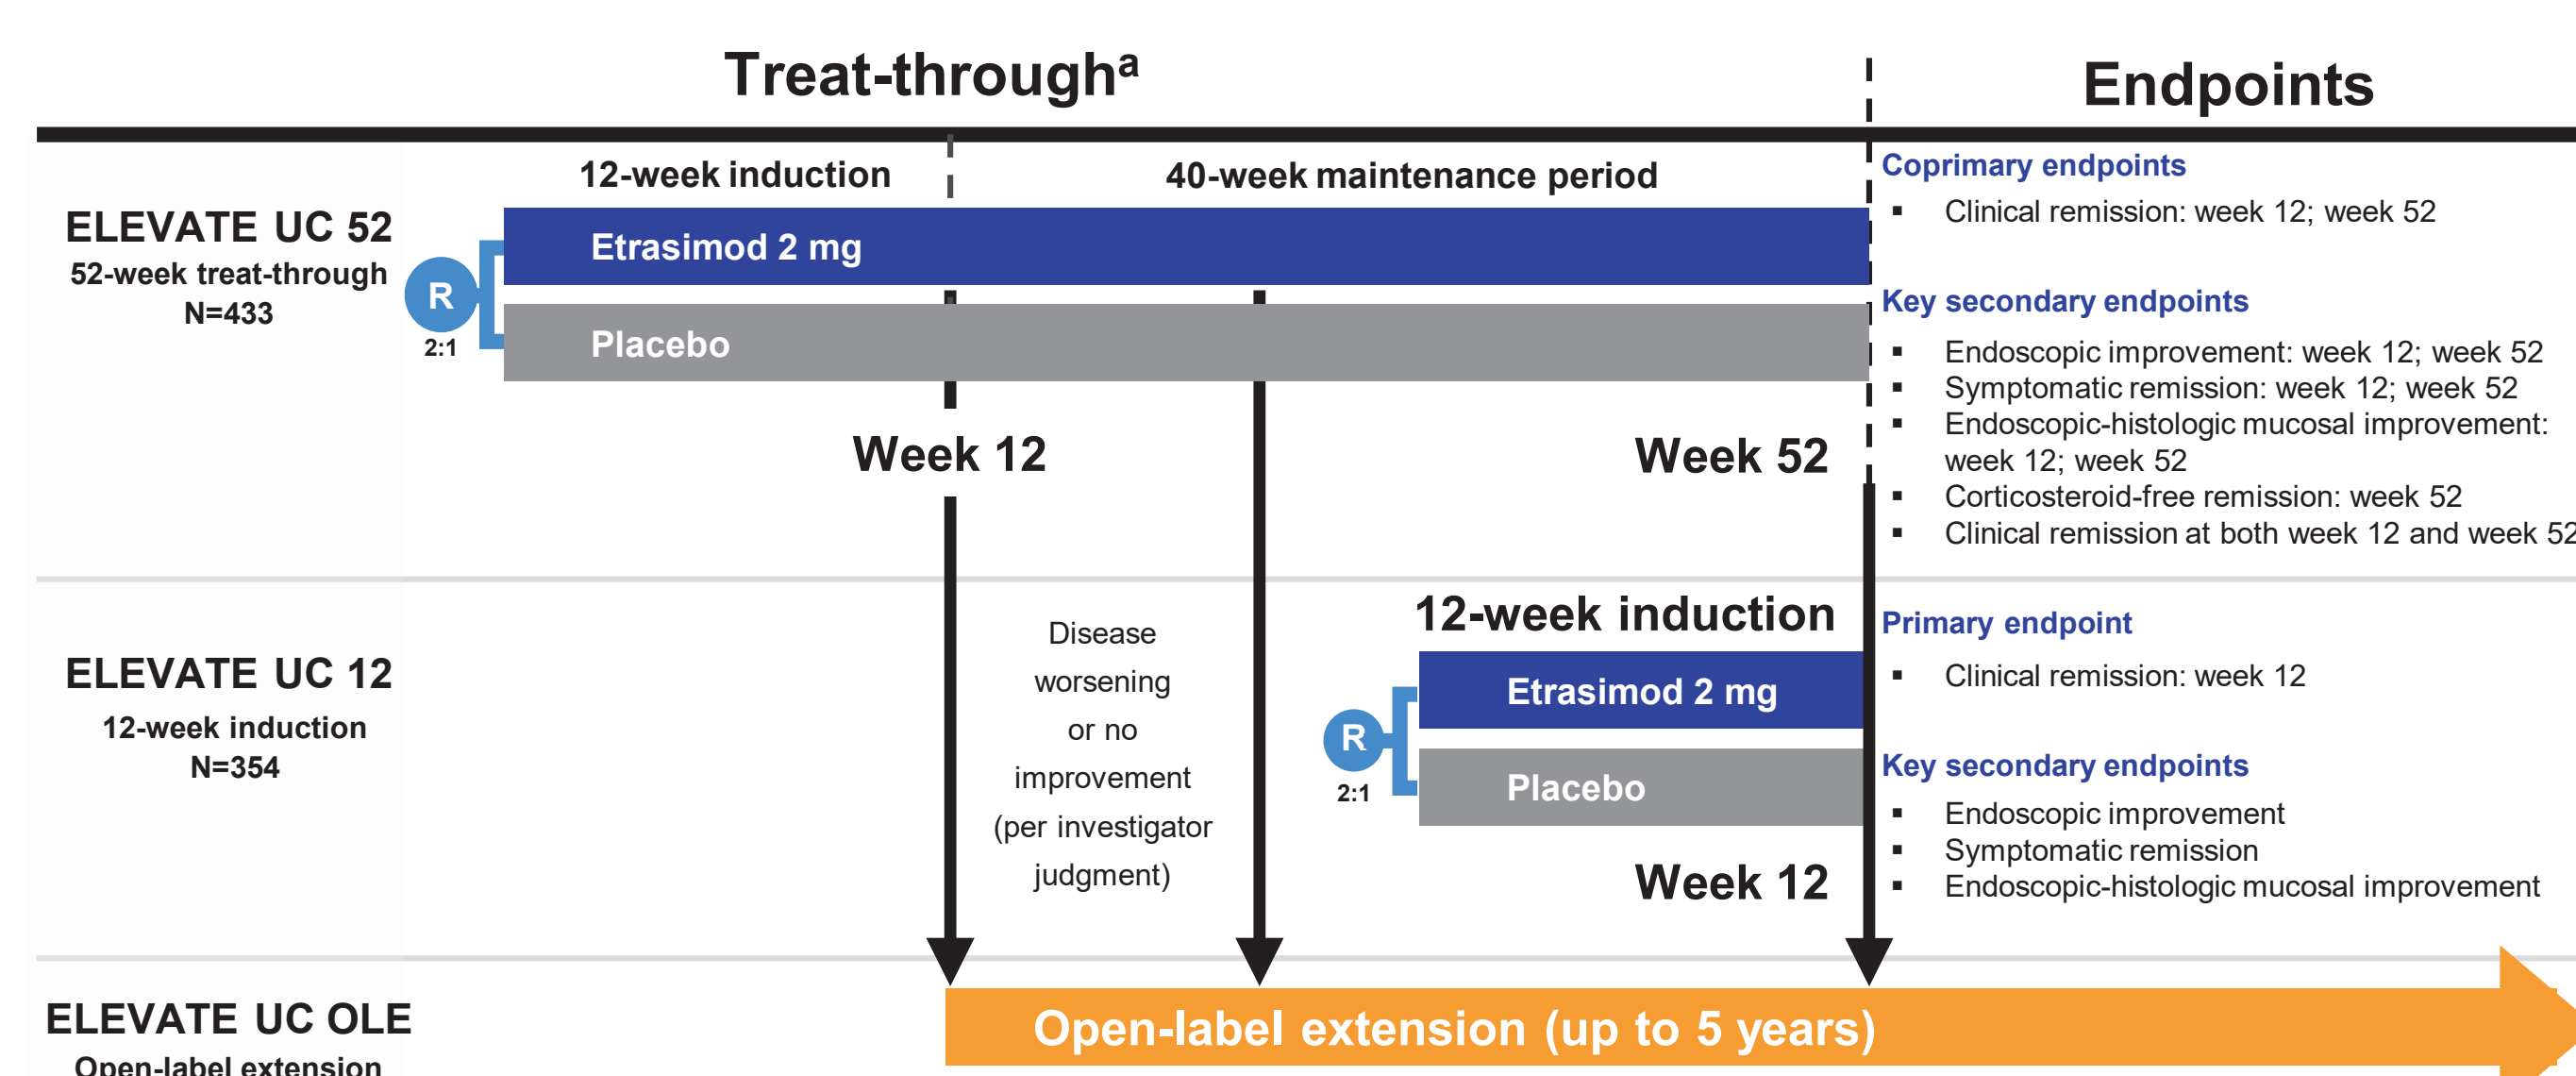 Treat-throughᵃ
Endpoints
12-week induction
40-week maintenance period
ELEVATE UC 52
52-week treat-through
N=433
R
2:1
Etrasimod 2 mg
Placebo
Week 12
Week 52
Coprimary endpoints
▪ Clinical remission: week 12; week 52
Key secondary endpoints
▪ Endoscopic improvement: week 12; week 52
▪ Symptomatic remission: week 12; week 52
▪ Endoscopic-histologic mucosal improvement:
week 12; week 52
▪ Corticosteroid-free remission: week 52
▪ Clinical remission at both week 12 and week 52
ELEVATE UC 12
12-week induction
N=354
Disease
worsening
or no
improvement
(per investigator
judgment)
12-week induction
R
2:1
Etrasimod 2 mg
Placebo
Week 12
Primary endpoint
▪ Clinical remission: week 12
Key secondary endpoints
▪ Endoscopic improvement
▪ Symptomatic remission
▪ Endoscopic-histologic mucosal improvement
ELEVATE UC OLE
Open-label extension
Open-label extension (up to 5 years)